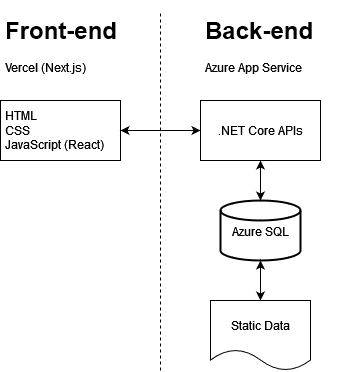 Front-end
Back-end
Vercel (Next.js)
Azure App Service
HTML
CSS
JavaScript (React)
.NET Core APIs
Azure SQL
Static Data